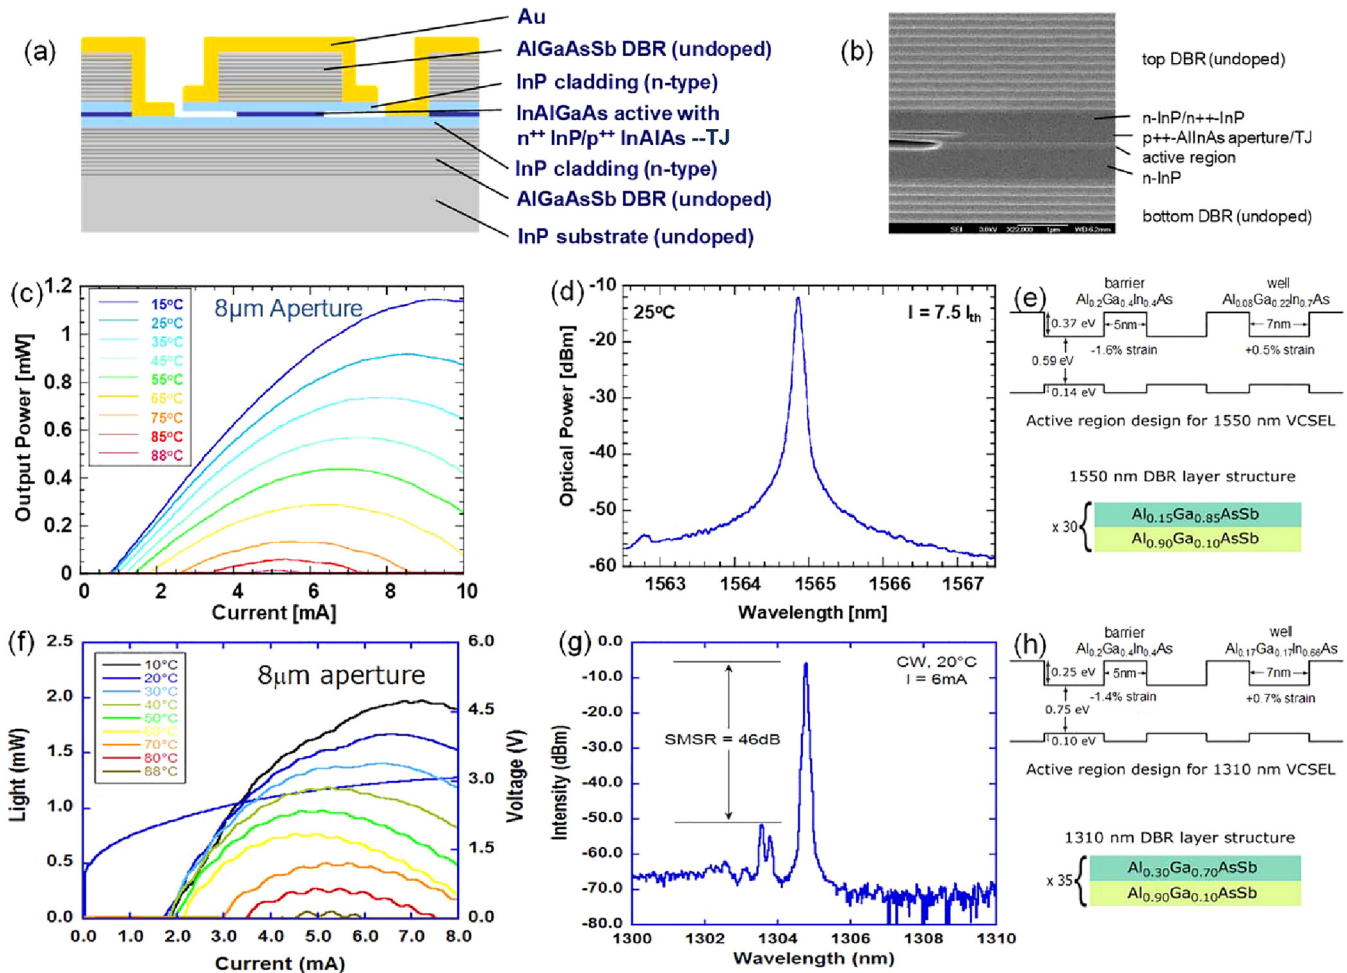 (a)
Au
AlGaAsSb DBR (undoped)
InP cladding (n-type)
InAlGaAs active with
n++ InP/p++ InAlAs --TJ
InP cladding (n-type)
AlGaAsSb DBR (undoped)
InP substrate (undoped)
(b)
top DBR (undoped)
n-InP/n++-InP
p++-AlInAs aperture/TJ
active region
n-InP
bottom DBR (undoped)
SEI 3.0kV X22,000 1µm WD 6.2mm
(c)
8µm Aperture
15°C
25°C
35°C
45°C
55°C
65°C
75°C
85°C
88°C
Output Power [mW]
1.2
1
0.8
0.6
0.4
0.2
0
0 2 4 6 8 10
Current [mA]
(d)
25°C
I = 7.5 Ith
Optical Power [dBm]
-10
-20
-30
-40
-50
-60
1563 1564 1565 1566 1567
Wavelength [nm]
(e)
barrier well
Al0.2Ga0.4In0.4As Al0.08Ga0.22In0.7As
0.37 eV 5nm 7nm
-1.6% strain +0.5% strain
0.59 eV
0.14 eV
Active region design for 1550 nm VCSEL
1550 nm DBR layer structure
x 30
Al0.15Ga0.85AsSb
Al0.90Ga0.10AsSb
(f)
8µm aperture
10°C
20°C
30°C
40°C
50°C
60°C
70°C
80°C
88°C
Light (mW)
2.5
2.0
1.5
1.0
0.5
0.0
Voltage (V)
6.0
4.5
3.0
1.5
0.0
0.0 1.0 2.0 3.0 4.0 5.0 6.0 7.0 8.0
Current (mA)
(g)
CW, 20°C
I = 6mA
SMSR = 46dB
Intensity (dBm)
0.0
-10.0
-20.0
-30.0
-40.0
-50.0
-60.0
-70.0
-80.0
1300 1302 1304 1306 1308 1310
Wavelength (nm)
(h)
barrier well
Al0.2Ga0.4In0.4As Al0.17Ga0.17In0.66As
0.25 eV 5nm 7nm
-1.4% strain +0.7% strain
0.75 eV
0.10 eV
Active region design for 1310 nm VCSEL
1310 nm DBR layer structure
x 35
Al0.30Ga0.70AsSb
Al0.90Ga0.10AsSb